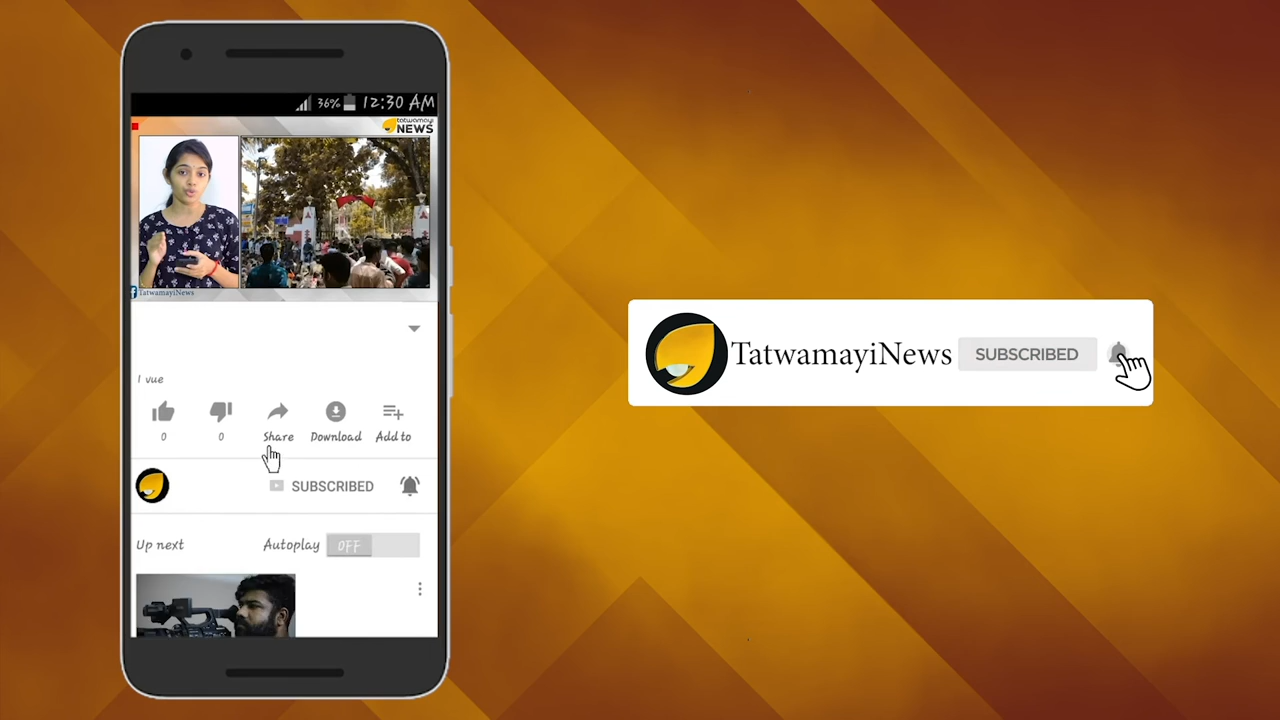 36% 12:30 AM
tatwamayi
NEWS
TatwamayiNews
1 vue
0 0 Share Download Add to
SUBSCRIBED
Up next Autoplay OFF
TatwamayiNews SUBSCRIBED